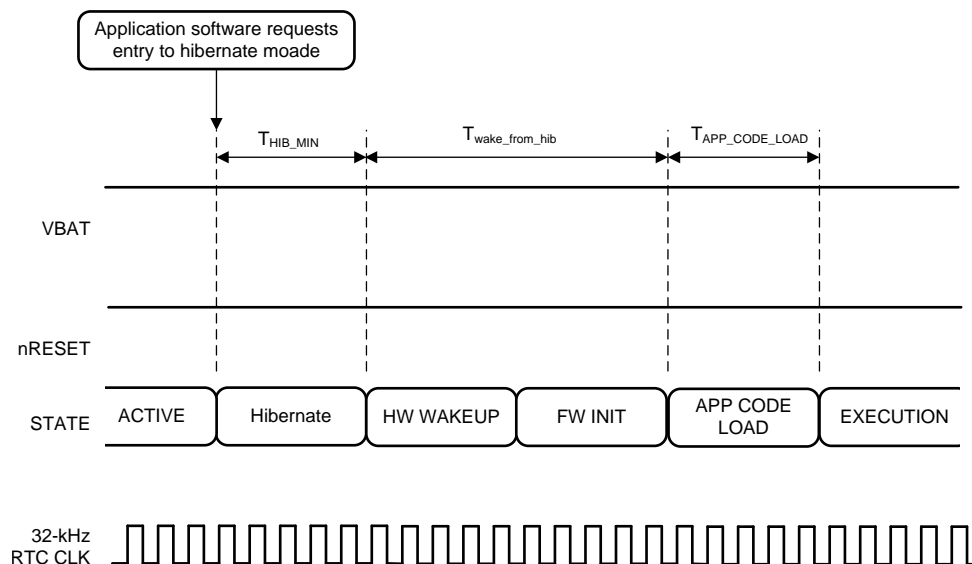 Application software requests
entry to hibernate moade
THIB_MIN
Twake_from_hib
TAPP_CODE_LOAD
VBAT
nRESET
STATE
ACTIVE
Hibernate
HW WAKEUP
FW INIT
APP CODE
LOAD
EXECUTION
32-kHz
RTC CLK